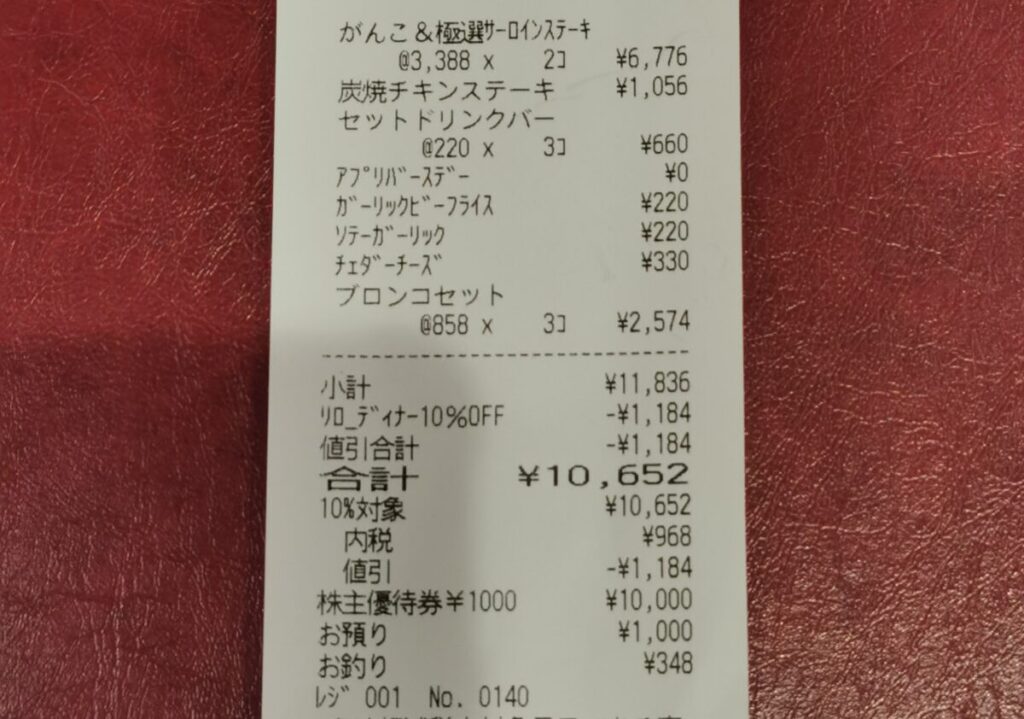 がんこ＆極選ｻｰﾛｲﾝｽﾃｰｷ
@3,388 x 2ｺ ¥6,776
炭焼チキンステーキ ¥1,056
セットドリンクバー
@220 x 3ｺ ¥660
ｱﾌﾟﾘﾊﾞｰｽﾃﾞｰ ¥0
ｶﾞｰﾘｯｸﾋﾞｰﾌﾗｲｽ ¥220
ｿﾃｰｶﾞｰﾘｯｸ ¥220
ﾁｪﾀﾞｰﾁｰｽﾞ ¥330
ブロンコセット
@858 x 3ｺ ¥2,574
小計 ¥11,836
ﾘﾛ_ﾃﾞｨﾅｰ10%OFF -¥1,184
値引合計 -¥1,184
合計 ¥10,652
10%対象 ¥10,652
内税 ¥968
値引 -¥1,184
株主優待券￥1000 ¥10,000
お預り ¥1,000
お釣り ¥348
ﾚｼﾞ 001 No. 0140